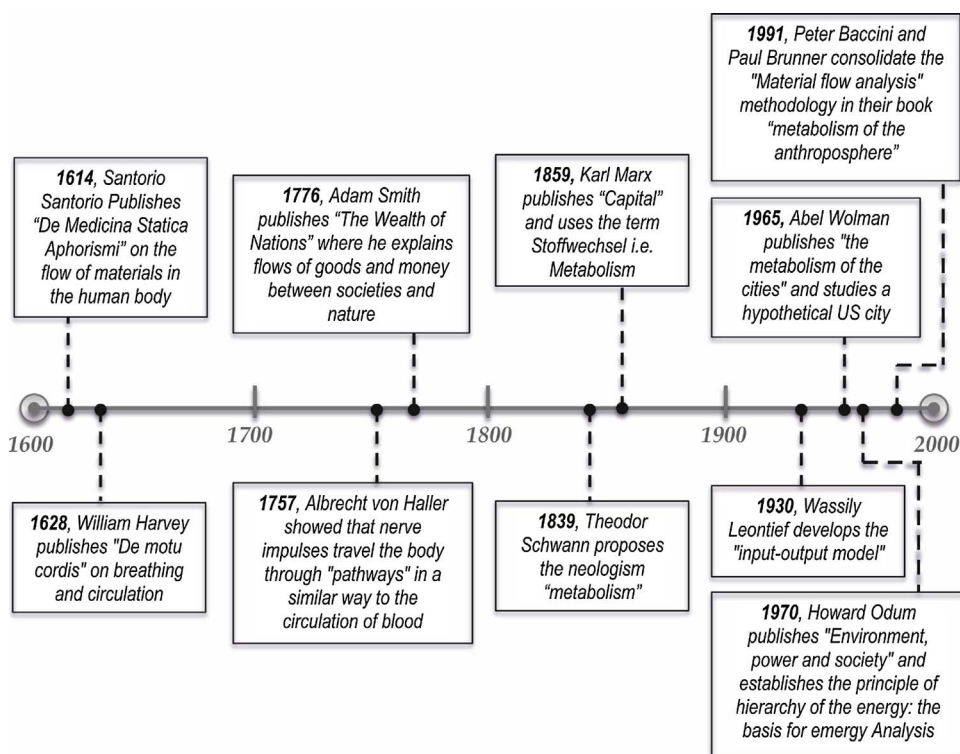 1991, Peter Baccini and
Paul Brunner consolidate the
"Material flow analysis"
methodology in their book
“metabolism of the
anthroposphere”
1614, Santorio
Santorio Publishes
“De Medicina Statica
Aphorismi” on the
flow of materials in
the human body
1776, Adam Smith
publishes “The Wealth of
Nations” where he explains
flows of goods and money
between societies and
nature
1859, Karl Marx
publishes “Capital”
and uses the term
Stoffwechsel i.e.
Metabolism
1965, Abel Wolman
publishes "the
metabolism of the
cities" and studies a
hypothetical US city
1600
1700
1800
1900
2000
1628, William Harvey
publishes "De motu
cordis" on breathing
and circulation
1757, Albrecht von Haller
showed that nerve
impulses travel the body
through "pathways" in a
similar way to the
circulation of blood
1839, Theodor
Schwann proposes
the neologism
“metabolism”
1930, Wassily
Leontief develops the
"input-output model"
1970, Howard Odum
publishes "Environment,
power and society" and
establishes the principle of
hierarchy of the energy: the
basis for emergy Analysis